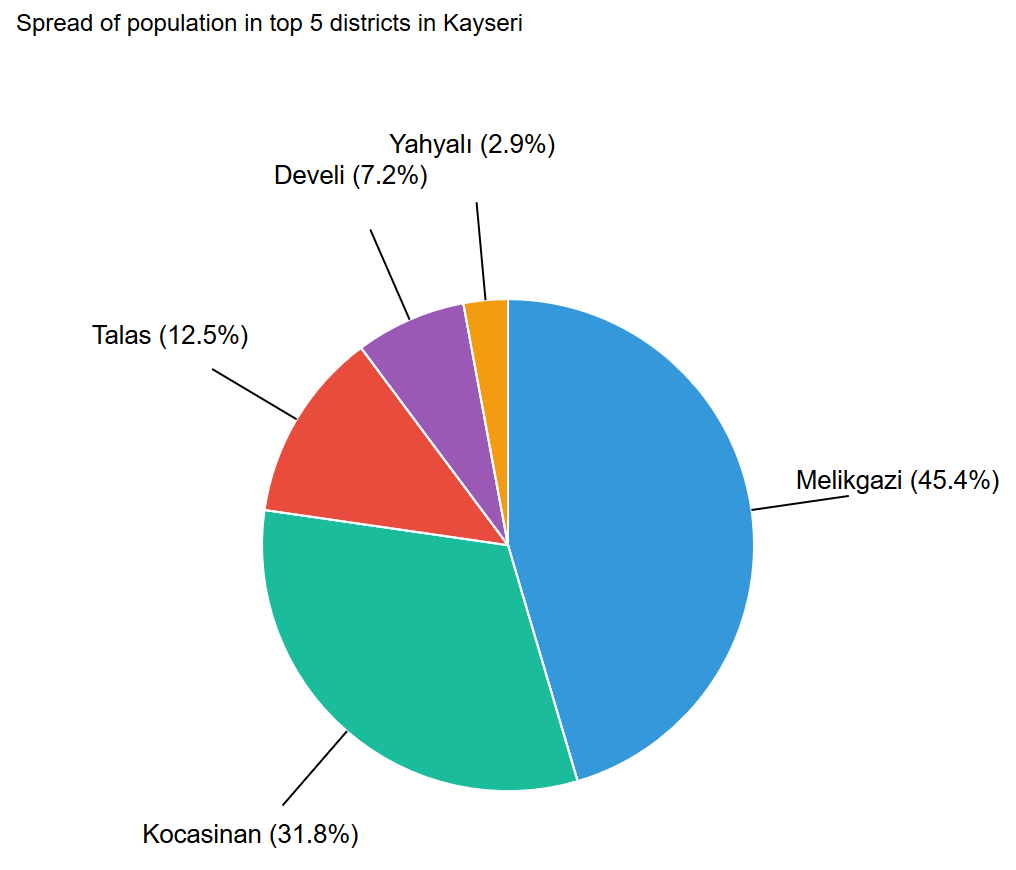 Spread of population in top 5 districts in Kayseri
Yahyalı (2.9%)
Develi (7.2%)
Talas (12.5%)
Melikgazi (45.4%)
Kocasinan (31.8%)